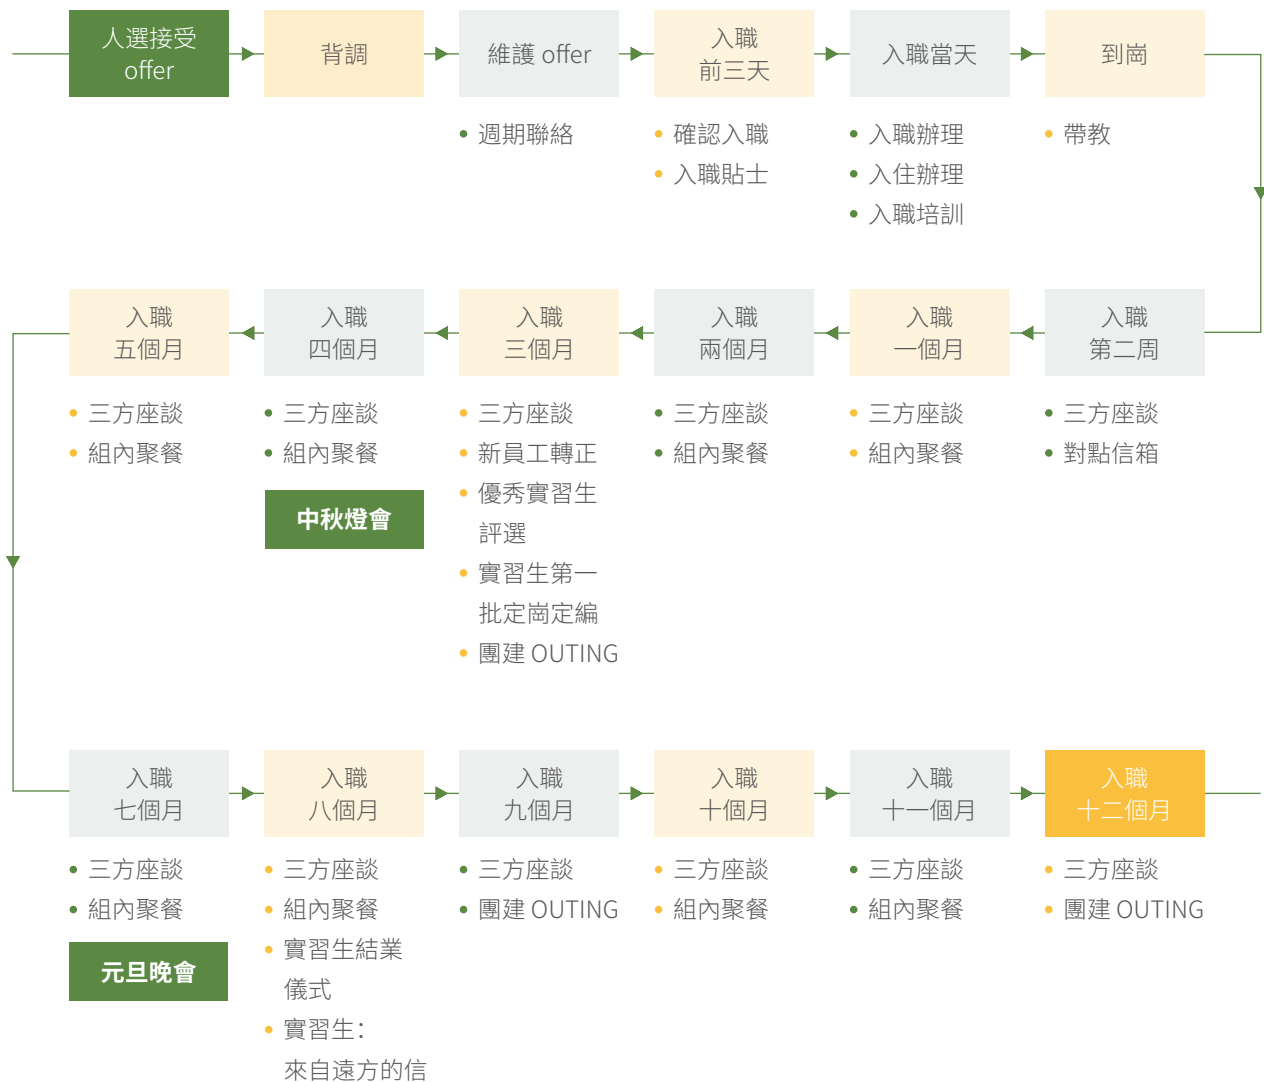 人選接受
offer
背調
維護 offer
• 週期聯絡
入職
前三天
• 確認入職
• 入職貼士
入職當天
• 入職辦理
• 入住辦理
• 入職培訓
到崗
• 帶教
入職
第二周
• 三方座談
• 對點信箱
入職
一個月
• 三方座談
• 組內聚餐
入職
兩個月
• 三方座談
• 組內聚餐
入職
三個月
• 三方座談
• 新員工轉正
• 優秀實習生
評選
• 實習生第一
批定崗定編
• 團建 OUTING
入職
四個月
• 三方座談
• 組內聚餐
中秋燈會
入職
五個月
• 三方座談
• 組內聚餐
入職
七個月
• 三方座談
• 組內聚餐
元旦晚會
入職
八個月
• 三方座談
• 組內聚餐
• 實習生結業
儀式
• 實習生：
來自遠方的信
入職
九個月
• 三方座談
• 團建 OUTING
入職
十個月
• 三方座談
• 組內聚餐
入職
十一個月
• 三方座談
• 組內聚餐
入職
十二個月
• 三方座談
• 團建 OUTING